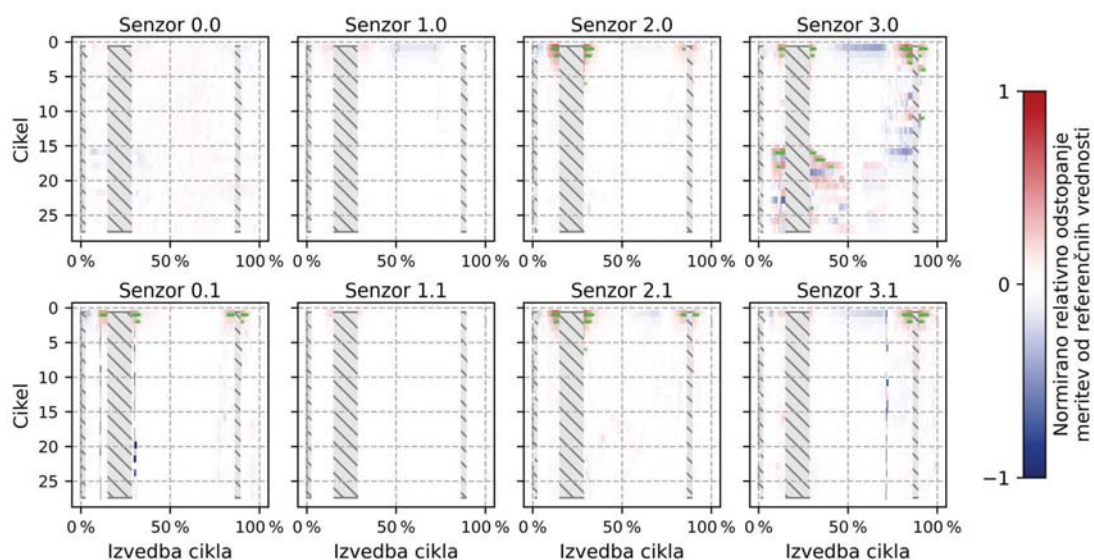 Senzor 0.0 Senzor 1.0 Senzor 2.0 Senzor 3.0
Cikel
0
5
10
15
20
25
0 % 50 % 100 % 0 % 50 % 100 % 0 % 50 % 100 % 0 % 50 % 100 %
Senzor 0.1 Senzor 1.1 Senzor 2.1 Senzor 3.1
Cikel
0
5
10
15
20
25
0 % 50 % 100 % 0 % 50 % 100 % 0 % 50 % 100 % 0 % 50 % 100 %
Izvedba cikla Izvedba cikla Izvedba cikla Izvedba cikla
1
0
−1
Normirano relativno odstopanje
meritev od referenčnih vrednosti